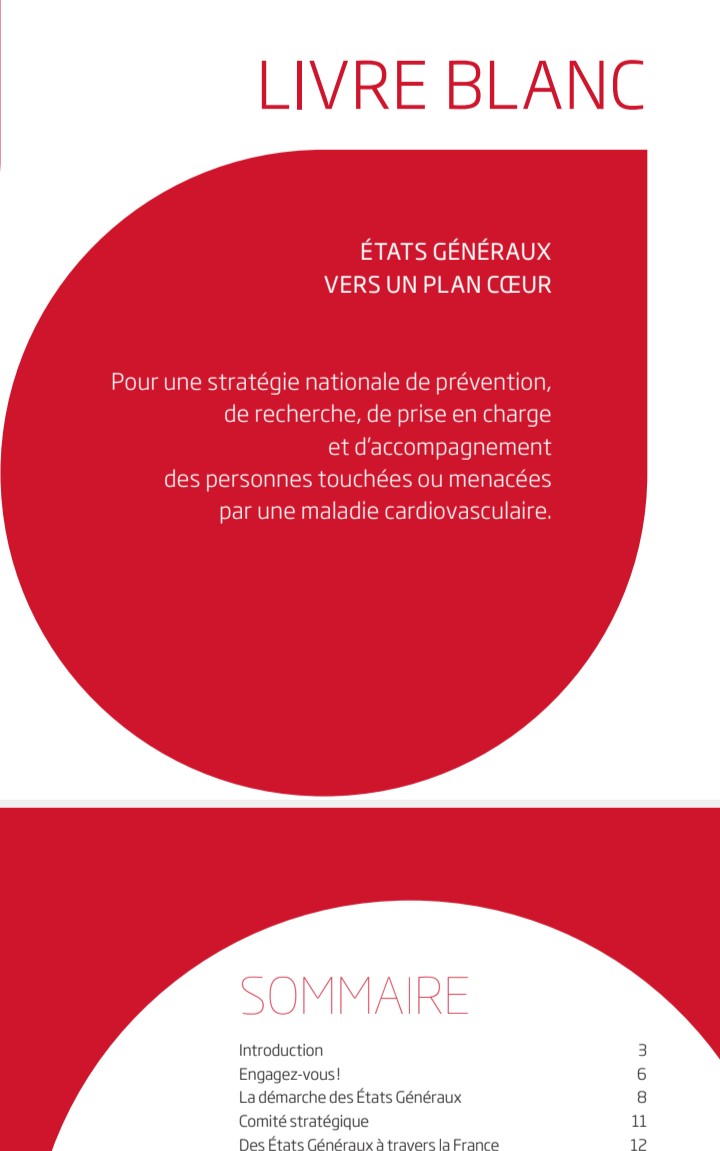 LIVRE BLANC
ÉTATS GÉNÉRAUX
VERS UN PLAN CŒUR
Pour une stratégie nationale de prévention,
de recherche, de prise en charge
et d'accompagnement
des personnes touchées ou menacées
par une maladie cardiovasculaire.
SOMMAIRE
Introduction 3
Engagez-vous! 6
La démarche des États Généraux 8
Comité stratégique 11
Des États Généraux à travers la France 12